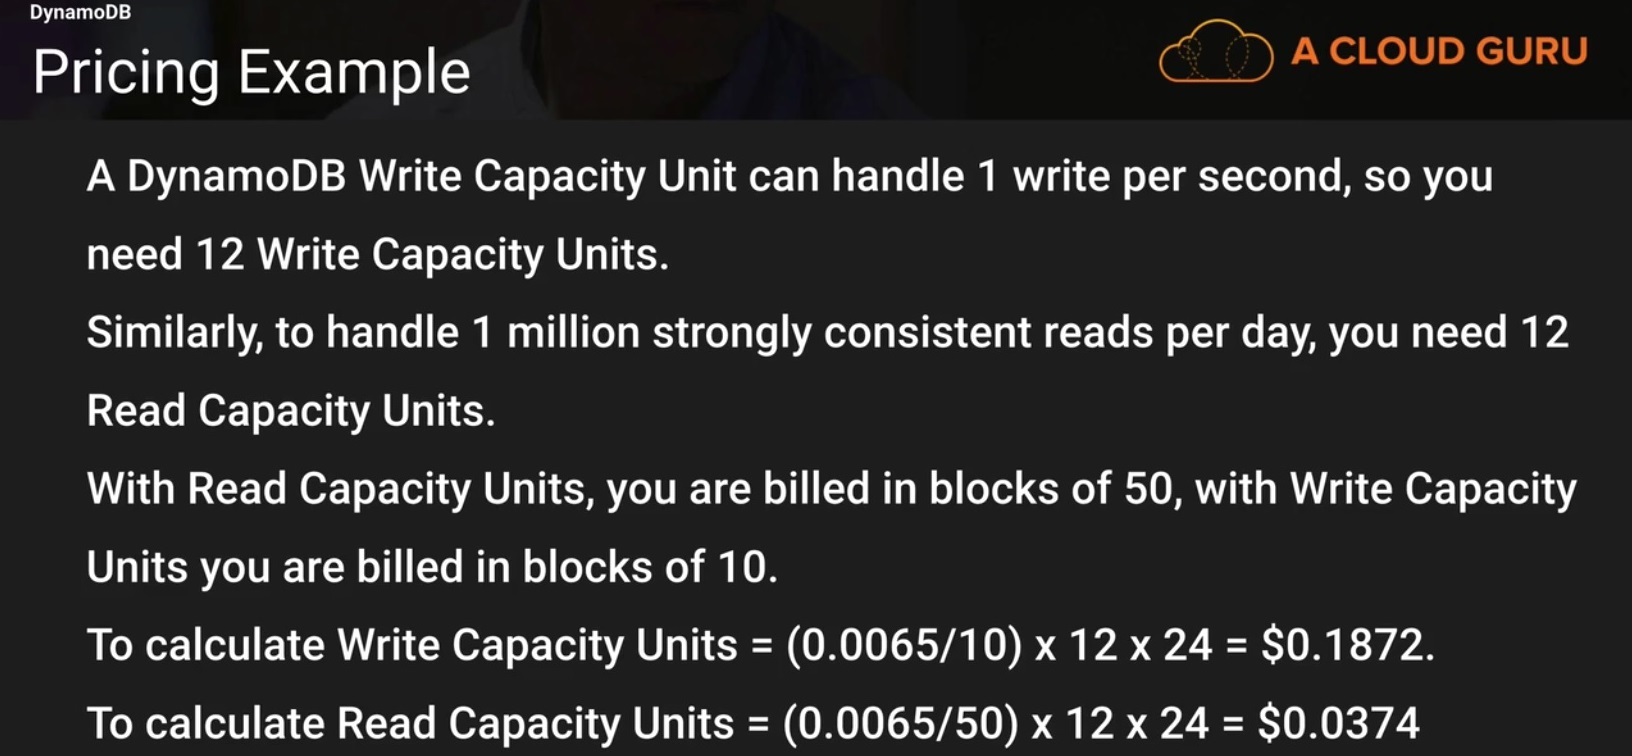 DynamoDB
Pricing Example
A CLOUD GURU
A DynamoDB Write Capacity Unit can handle 1 write per second, so you
need 12 Write Capacity Units.
Similarly, to handle 1 million strongly consistent reads per day, you need 12
Read Capacity Units.
With Read Capacity Units, you are billed in blocks of 50, with Write Capacity
Units you are billed in blocks of 10.
To calculate Write Capacity Units = (0.0065/10) x 12 x 24 = $0.1872.
To calculate Read Capacity Units = (0.0065/50) x 12 x 24 = $0.0374